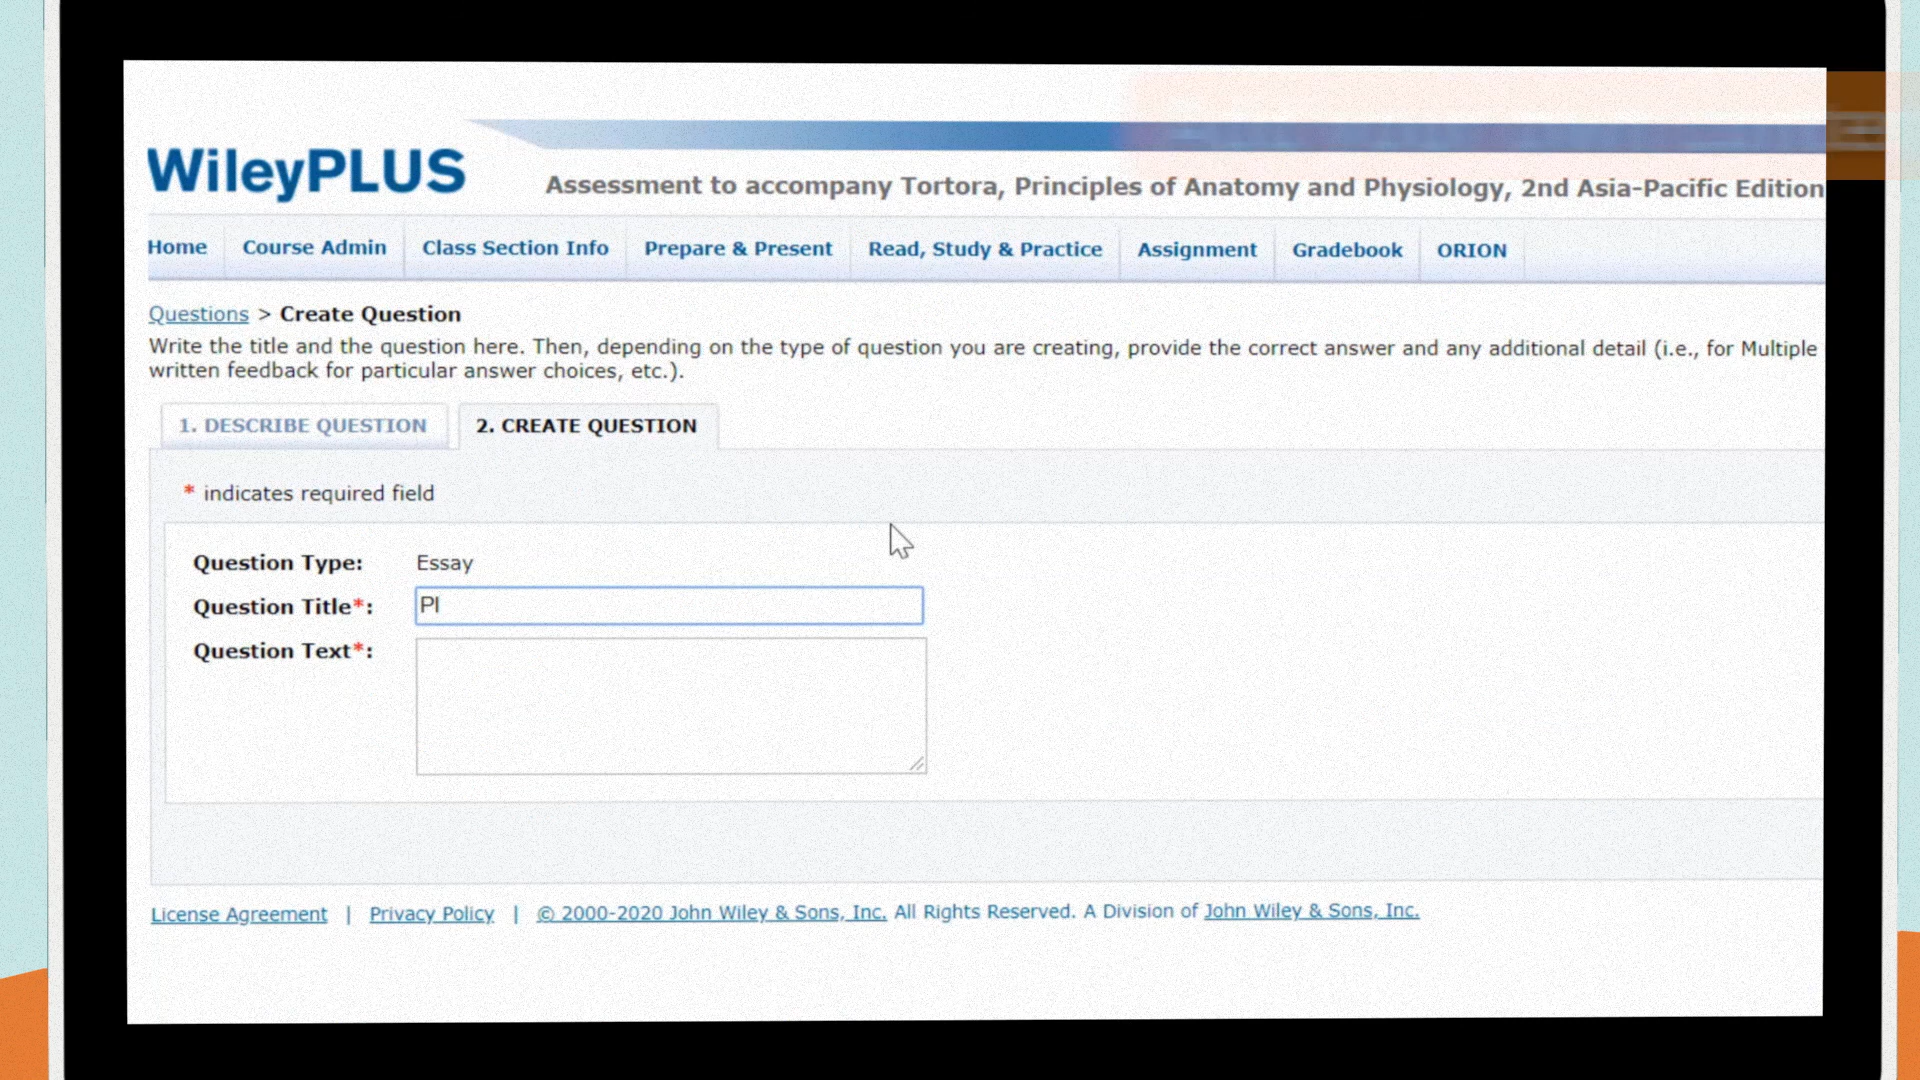 WileyPLUS
Assessment to accompany Tortora, Principles of Anatomy and Physiology, 2nd Asia-Pacific Edition
Home Course Admin Class Section Info Prepare & Present Read, Study & Practice Assignment Gradebook ORION
Questions > Create Question
Write the title and the question here. Then, depending on the type of question you are creating, provide the correct answer and any additional detail (i.e., for Multiple
written feedback for particular answer choices, etc.).
1. DESCRIBE QUESTION 2. CREATE QUESTION
* indicates required field
Question Type: Essay
Question Title*: Pl
Question Text*:
License Agreement | Privacy Policy | © 2000-2020 John Wiley & Sons, Inc. All Rights Reserved. A Division of John Wiley & Sons, Inc.